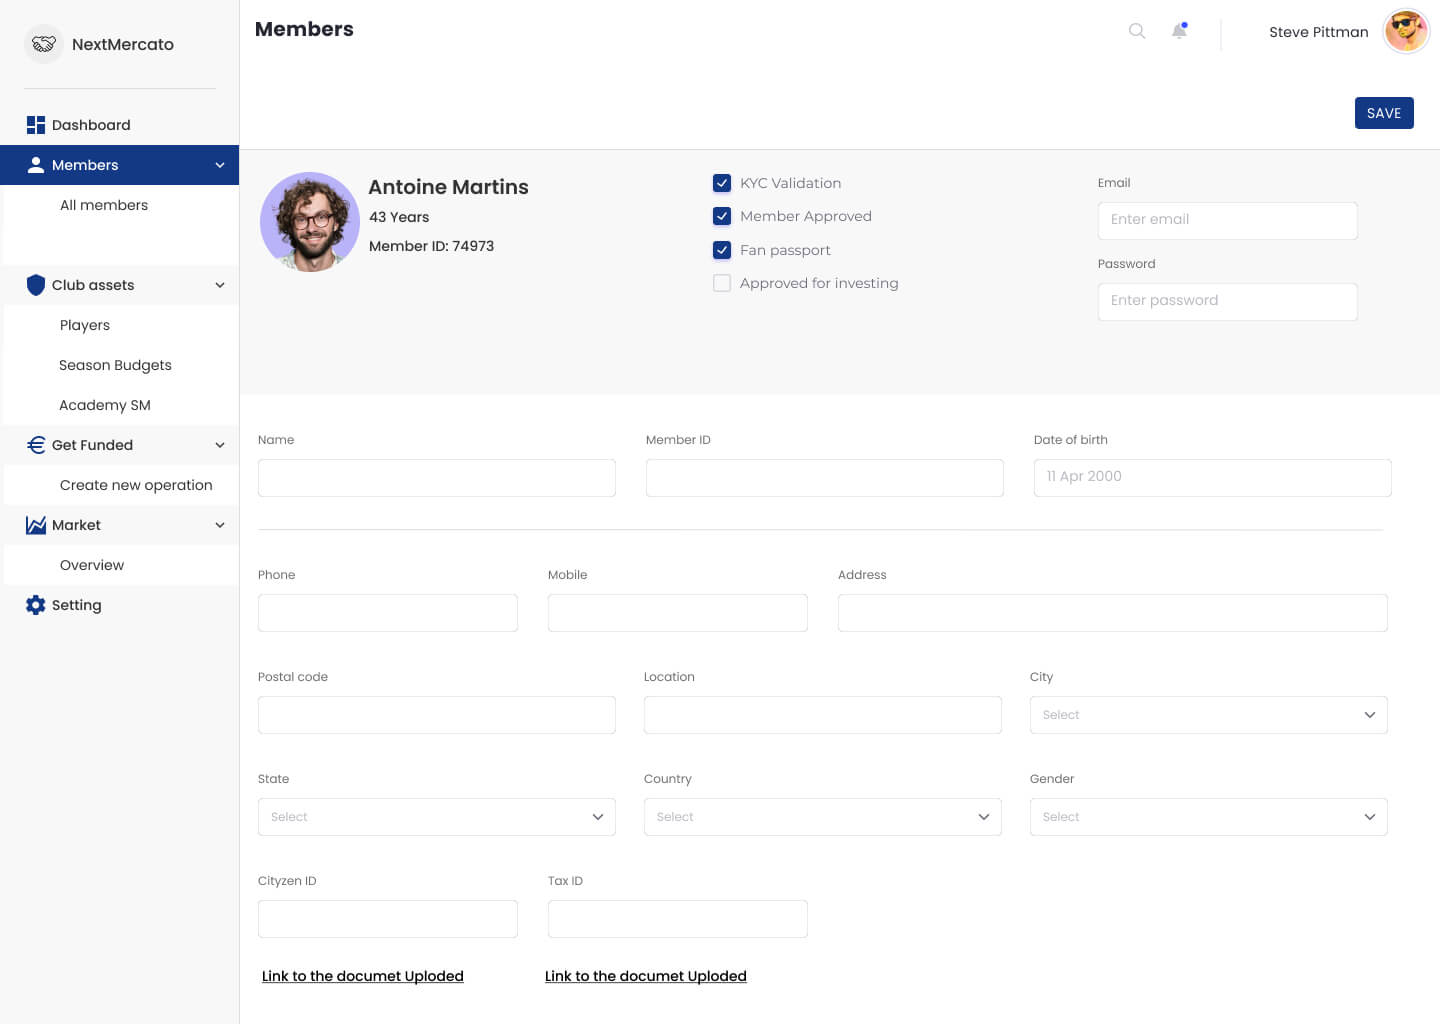 NextMercato
Members
Steve Pittman
SAVE
Dashboard
Members
All members
Club assets
Players
Season Budgets
Academy SM
Get Funded
Create new operation
Market
Overview
Setting
Antoine Martins
43 Years
Member ID: 74973
KYC Validation
Member Approved
Fan passport
Approved for investing
Email
Enter email
Password
Enter password
Name
Member ID
Date of birth
11 Apr 2000
Phone
Mobile
Address
Postal code
Location
City
Select
State
Country
Gender
Select
Select
Select
Cityzen ID
Tax ID
Link to the documet Uploded
Link to the documet Uploded